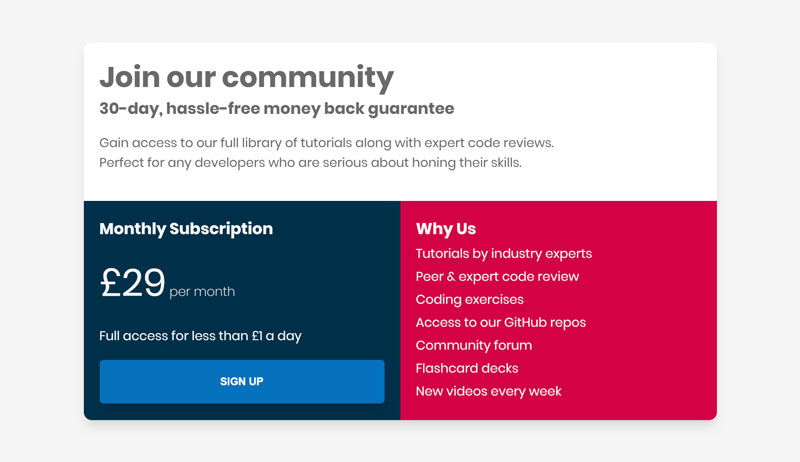 Join our community
30-day, hassle-free money back guarantee
Gain access to our full library of tutorials along with expert code reviews.
Perfect for any developers who are serious about honing their skills.
Monthly Subscription
£29 per month
Full access for less than £1 a day
SIGN UP
Why Us
Tutorials by industry experts
Peer & expert code review
Coding exercises
Access to our GitHub repos
Community forum
Flashcard decks
New videos every week